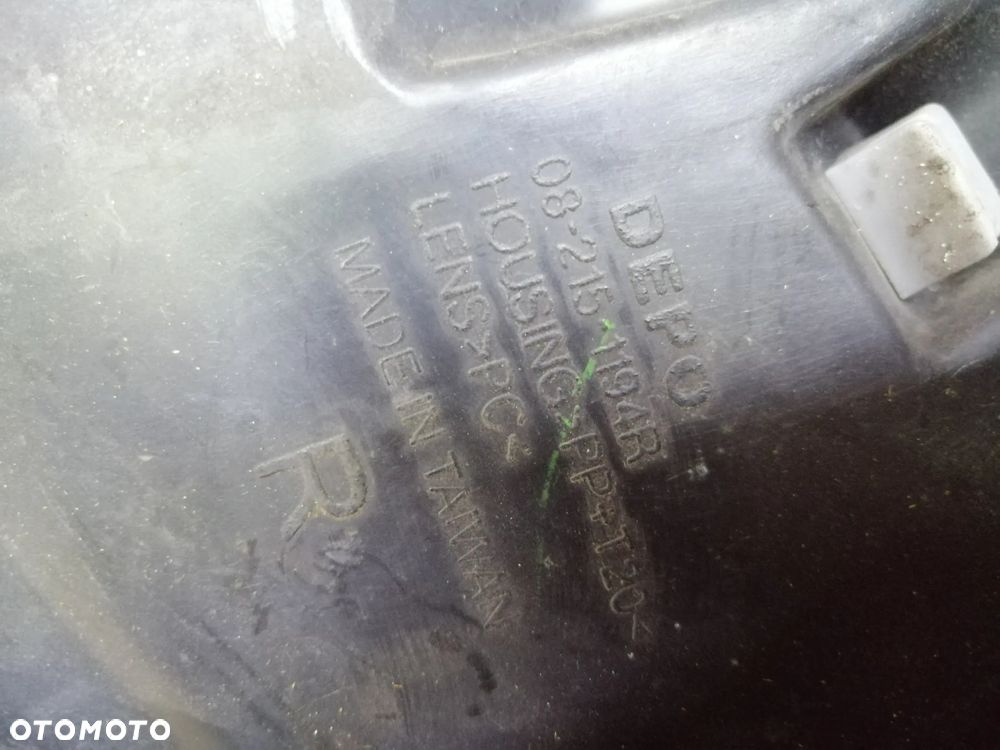 DEPO
08-215-1194R
HOUSING>PP+T20<
LENS>PC<
MADE IN TAIWAN
R
OTOMOTO